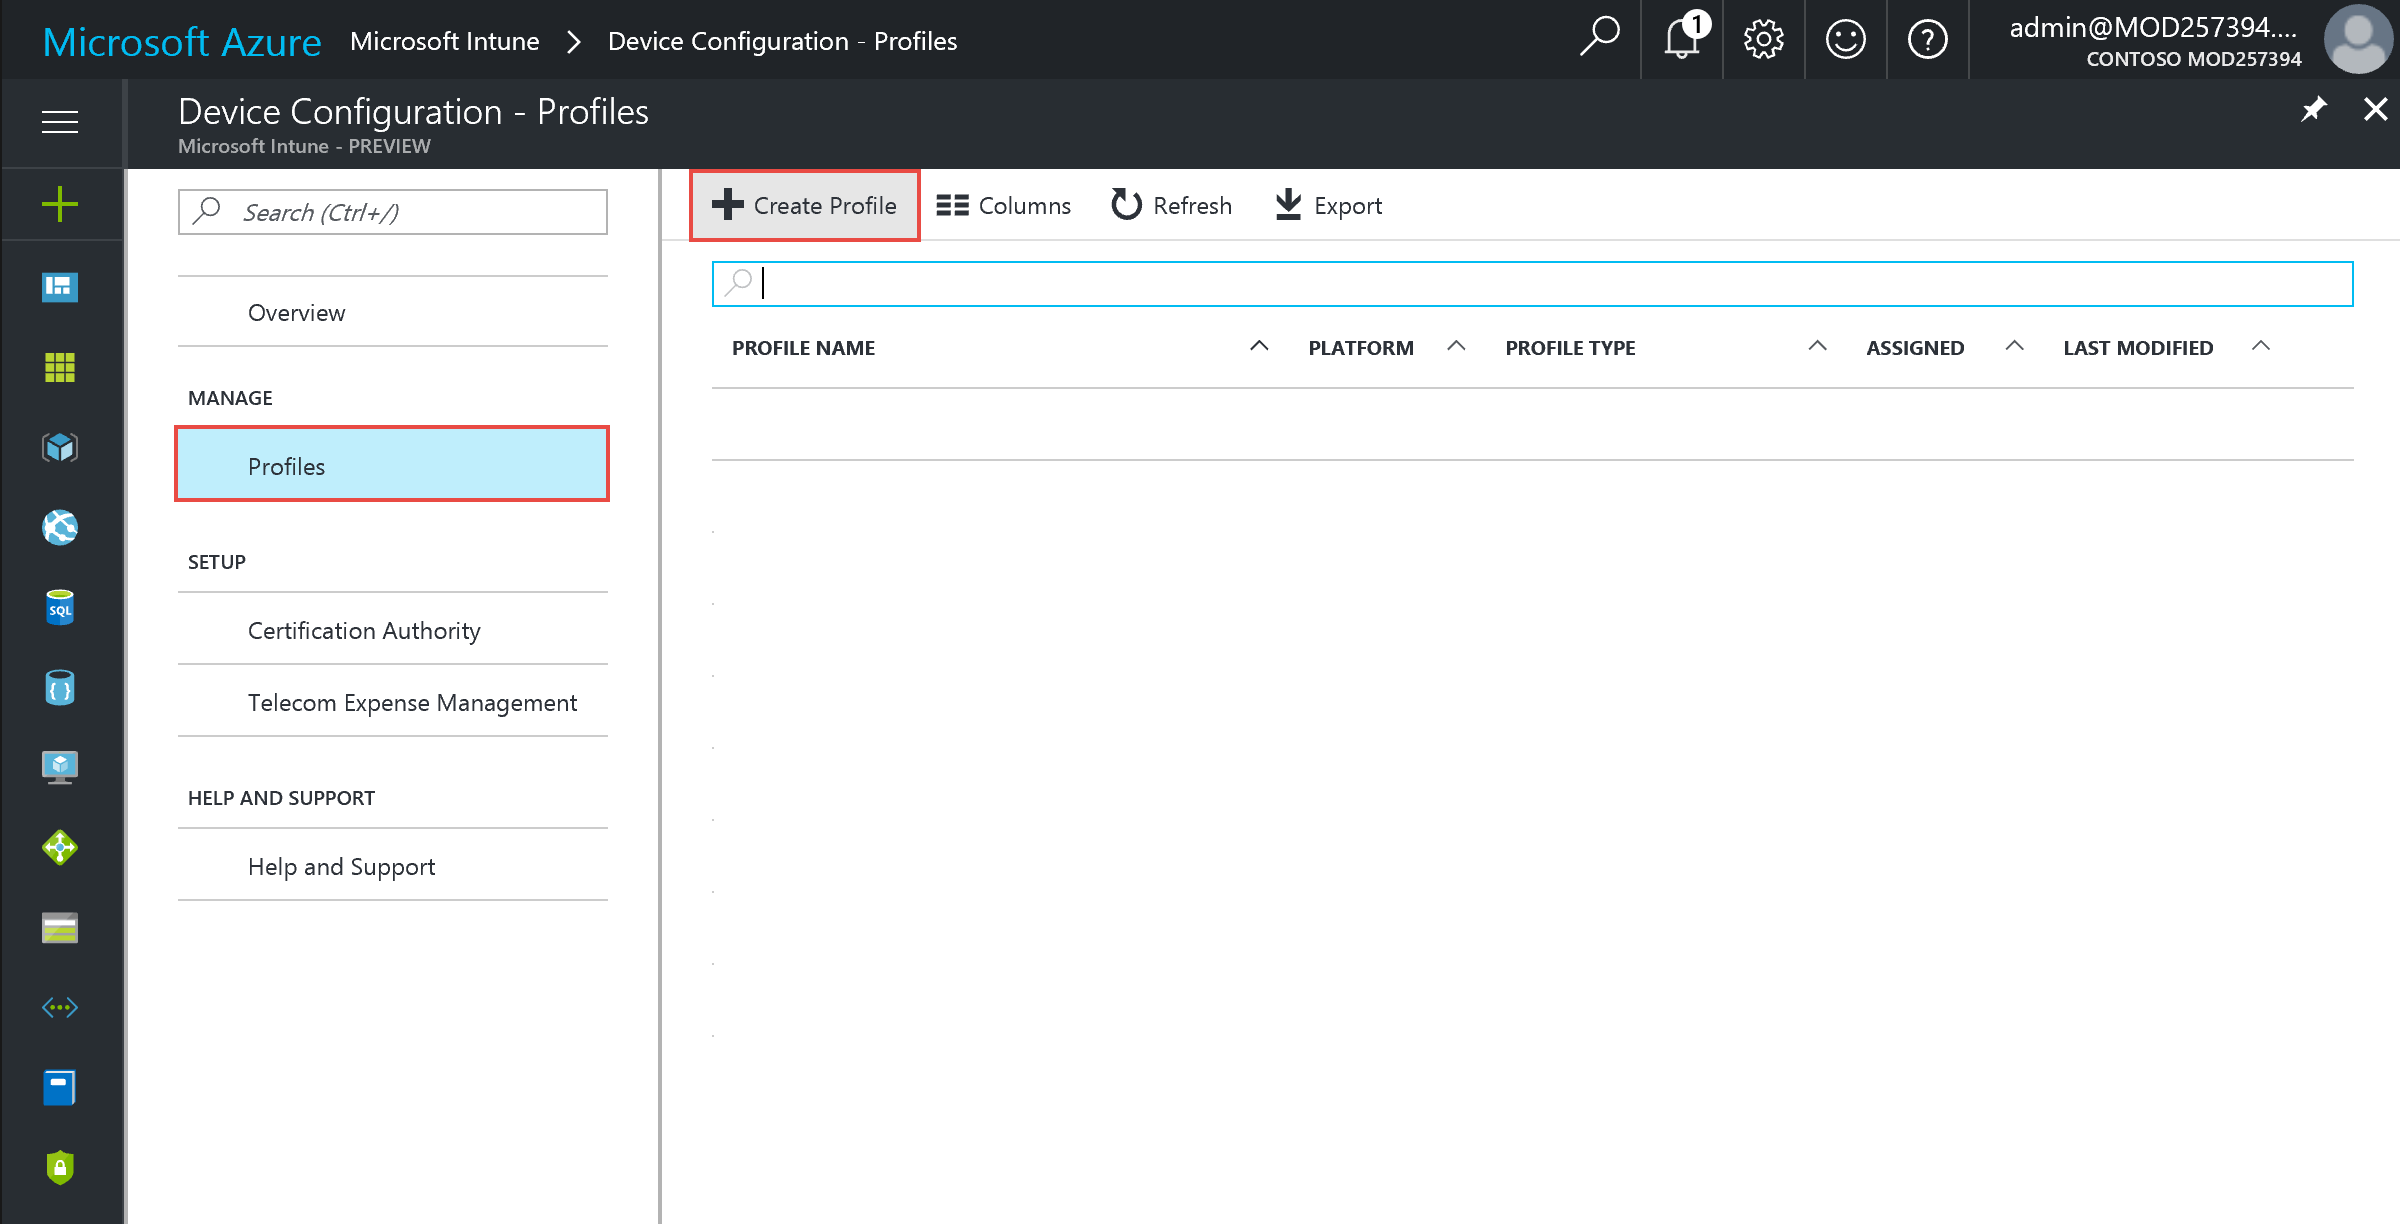 Microsoft Azure Microsoft Intune Device Configuration - Profiles 1 admin@MOD257394....
CONTOSO MOD257394
Device Configuration - Profiles
Microsoft Intune - PREVIEW
Search (Ctrl+/)
Overview
MANAGE
Profiles
SETUP
Certification Authority
Telecom Expense Management
HELP AND SUPPORT
Help and Support
Create Profile Columns Refresh Export
PROFILE NAME PLATFORM PROFILE TYPE ASSIGNED LAST MODIFIED
SQL